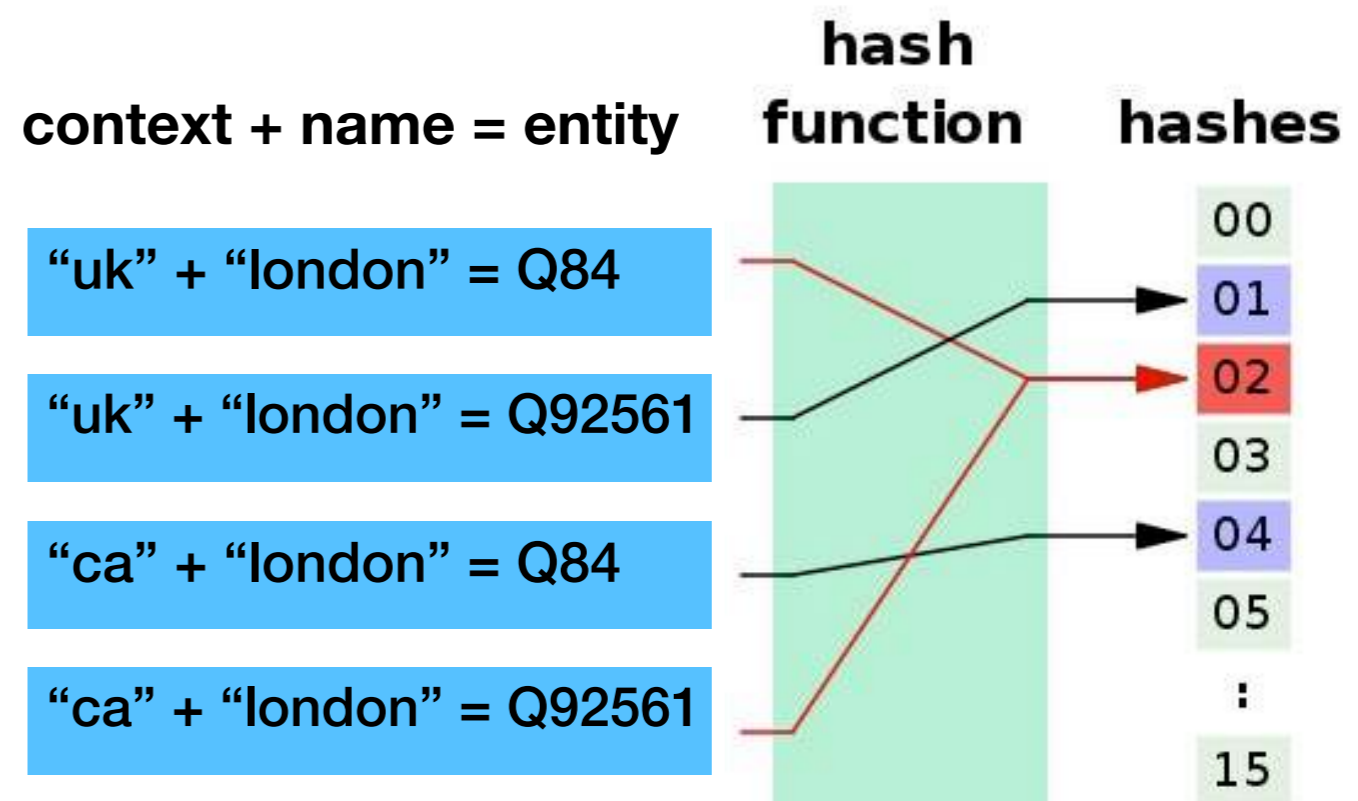 hash
function
context + name = entity
hashes
“uk” + “london” = Q84
“uk” + “london” = Q92561
“ca” + “london” = Q84
“ca” + “london” = Q92561
00
01
02
03
04
05
:
15